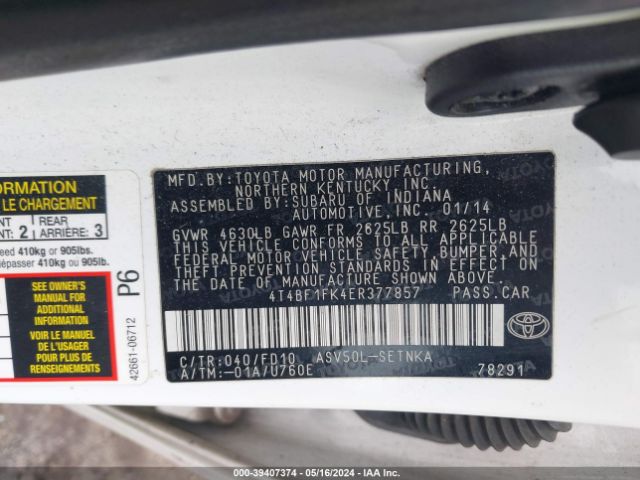 ORMATION
LE CHARGEMENT
NT 2 REAR 3
ARRIÈRE:
eed 410kg or 905lbs.
dépasser 410 kg ou 905lb.
SEE OWNER'S
MANUAL FOR
ADDITIONAL
INFORMATION
VOIR LE MANUEL
DE L'USAGER
POUR PLUS DE
RENSEIGNEMENTS
P6
42661-06712
MFD.BY:TOYOTA MOTOR MANUFACTURING,
NORTHERN KENTUCKY,INC.
ASSEMBLED BY:SUBARU OF INDIANA
AUTOMOTIVE,INC. 01/14
GVWR 4630LB GAWR FR 2625LB RR 2625LB
THIS VEHICLE CONFORMS TO ALL APPLICABLE
FEDERAL MOTOR VEHICLE SAFETY,BUMPER,AND
THEFT PREVENTION STANDARDS IN EFFECT ON
THE DATE OF MANUFACTURE SHOWN ABOVE.
4T4BF1FK4ER377857 PASS.CAR
C/TR:040/FD10 ASV50L-SETNKA
A/TM:-01A/U760E 78291
000-39407374 | 05/16/2024 | IAA Inc.